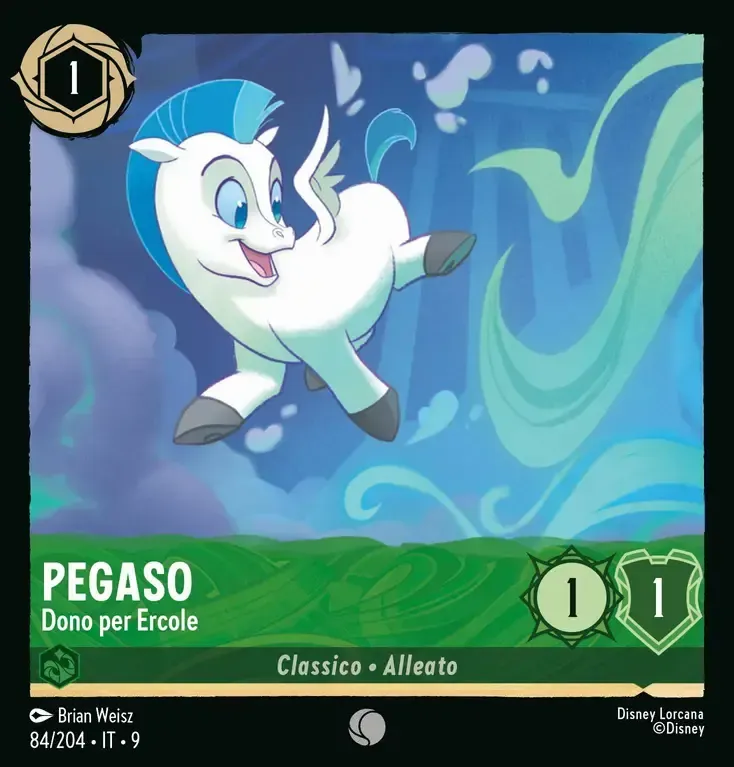 1
PEGASO
Dono per Ercole
1 1
Classico • Alleato
Brian Weisz
84/204 • IT • 9
Disney Lorcana
©Disney